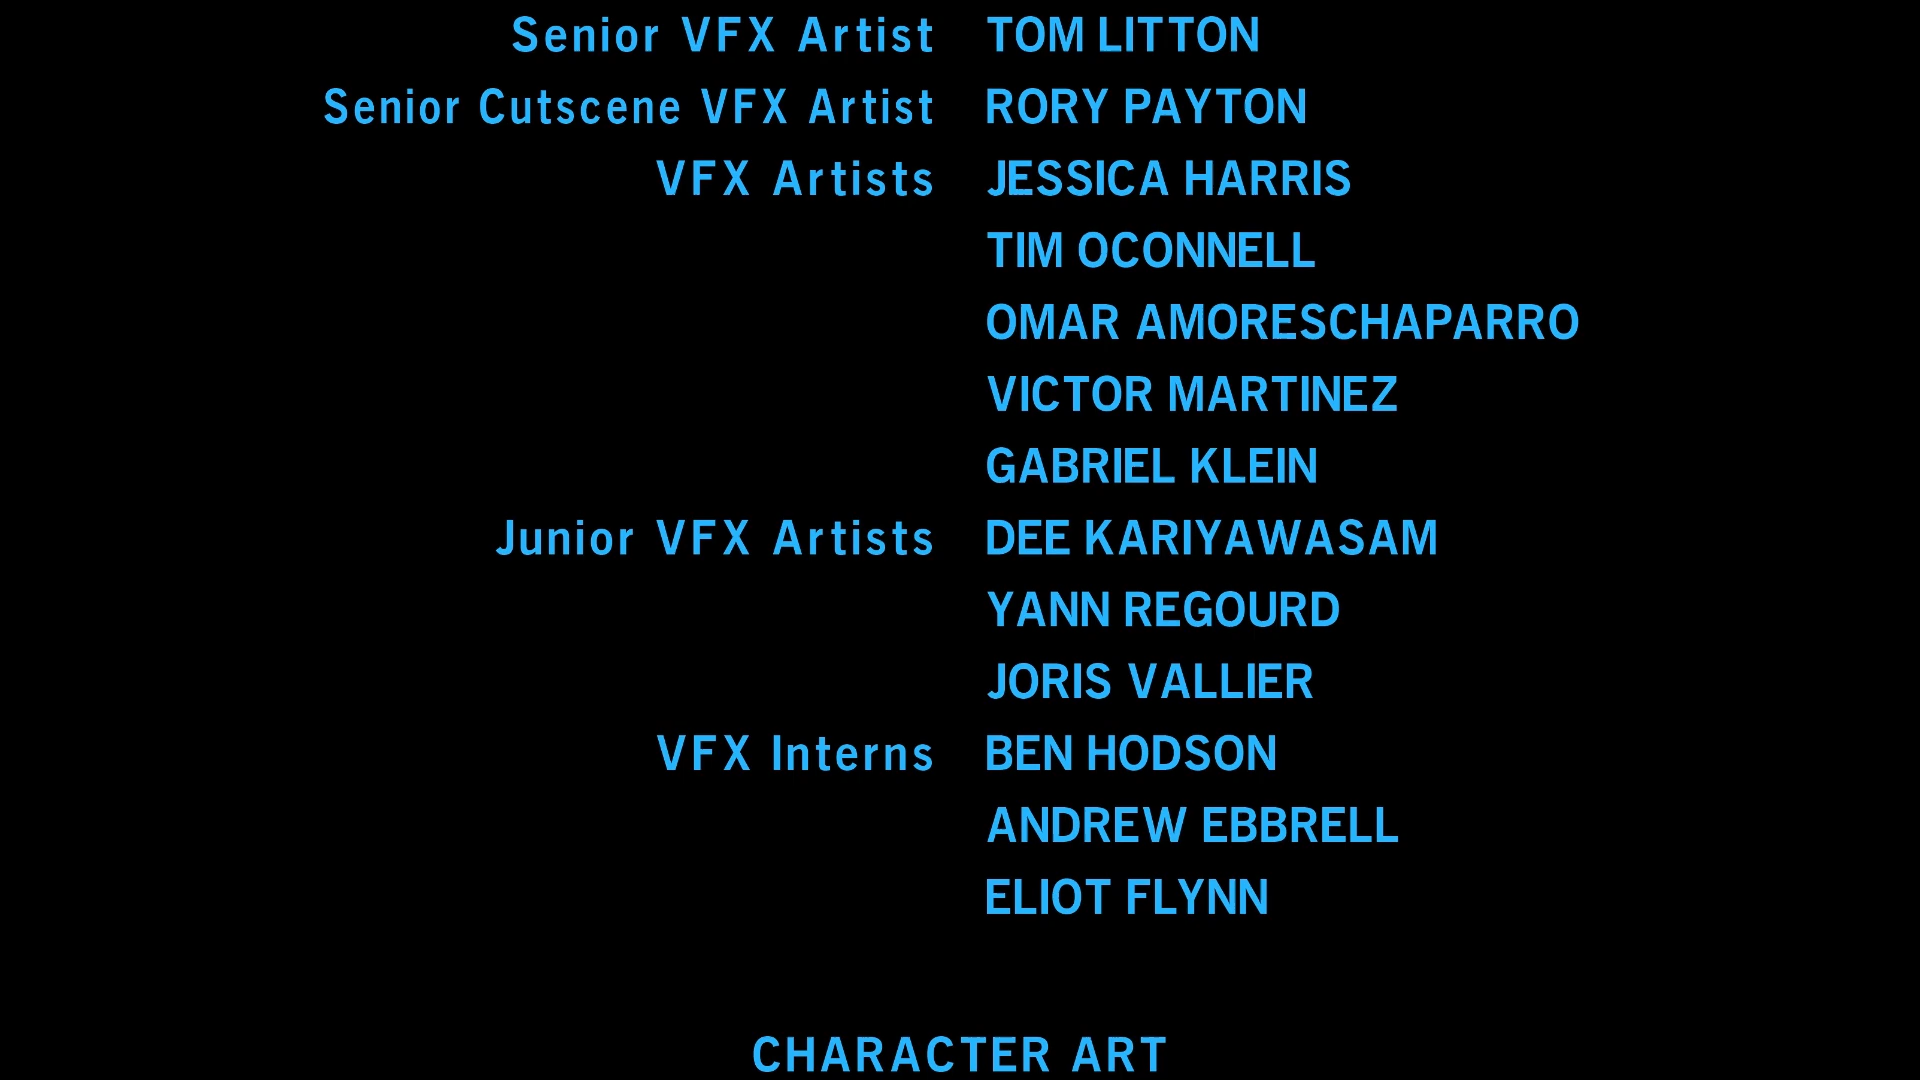 Senior VFX Artist TOM LITTON
Senior Cutscene VFX Artist RORY PAYTON
VFX Artists JESSICA HARRIS
TIM OCONNELL
OMAR AMORESCHAPARRO
VICTOR MARTINEZ
GABRIEL KLEIN
Junior VFX Artists DEE KARIYAWASAM
YANN REGOURD
JORIS VALLIER
VFX Interns BEN HODSON
ANDREW EBBRELL
ELIOT FLYNN
CHARACTER ART